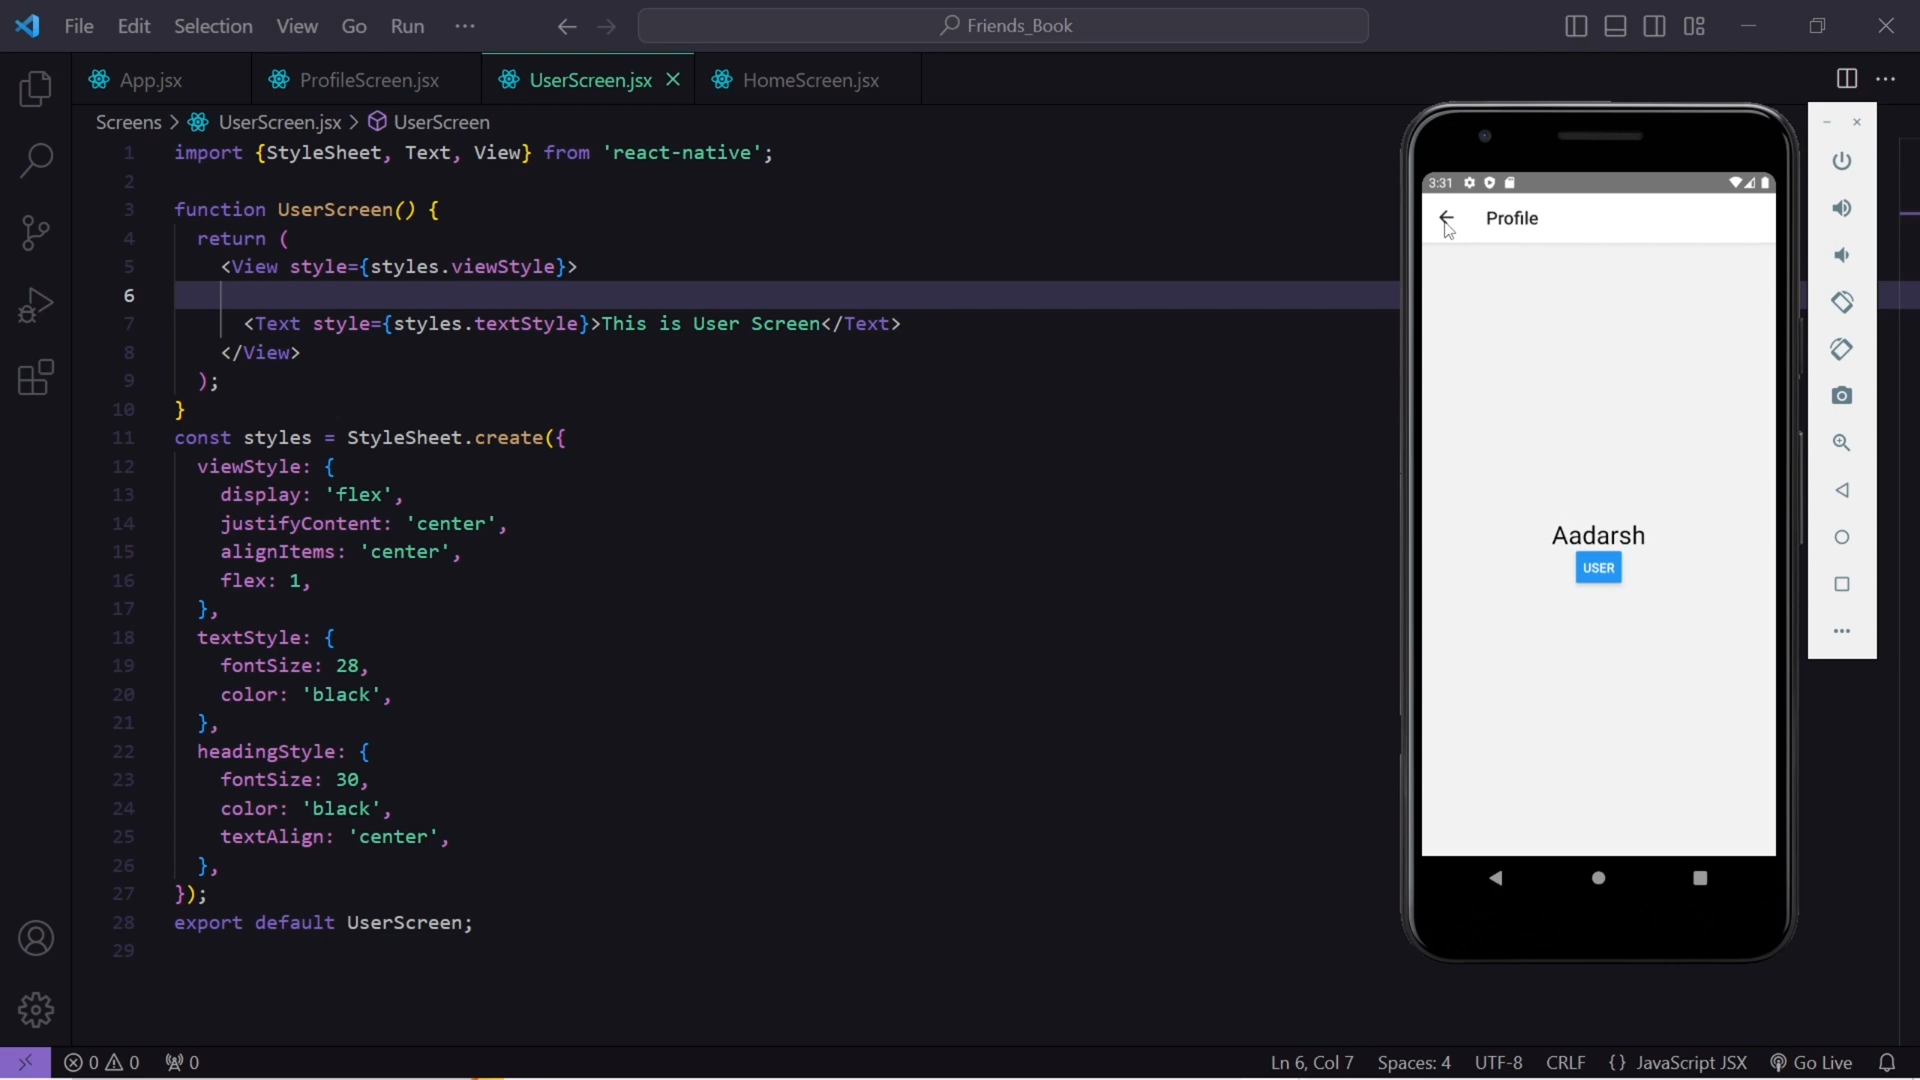 File Edit Selection View Go Run ···
Friends_Book
App.jsx ProfileScreen.jsx UserScreen.jsx HomeScreen.jsx
Screens > UserScreen.jsx > UserScreen
1 import {StyleSheet, Text, View} from 'react-native';
2
3 function UserScreen() {
4 return (
5 <View style={styles.viewStyle}>
6
7 <Text style={styles.textStyle}>This is User Screen</Text>
8 </View>
9 );
10 }
11 const styles = StyleSheet.create({
12 viewStyle: {
13 display: 'flex',
14 justifyContent: 'center',
15 alignItems: 'center',
16 flex: 1,
17 },
18 textStyle: {
19 fontSize: 28,
20 color: 'black',
21 },
22 headingStyle: {
23 fontSize: 30,
24 color: 'black',
25 textAlign: 'center',
26 },
27 });
28 export default UserScreen;
29
3:31
Profile
Aadarsh
USER
0 0 0
Ln 6, Col 7 Spaces: 4 UTF-8 CRLF {} JavaScript JSX Go Live